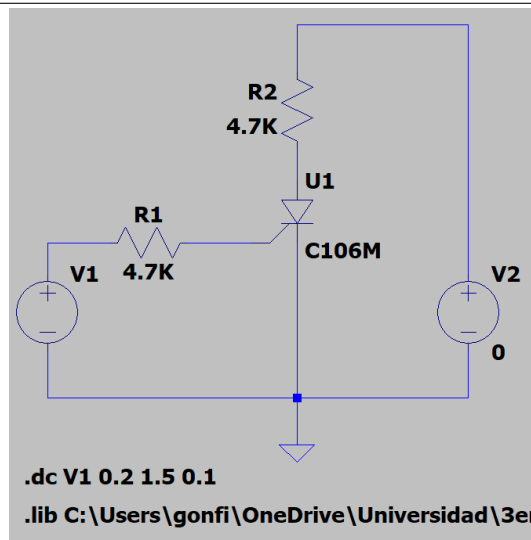 R2
4.7K
U1
R1
C106M
V1
4.7K
V2
0
.dc V1 0.2 1.5 0.1
.lib C:\Users\gonfi\OneDrive\Universidad\3e